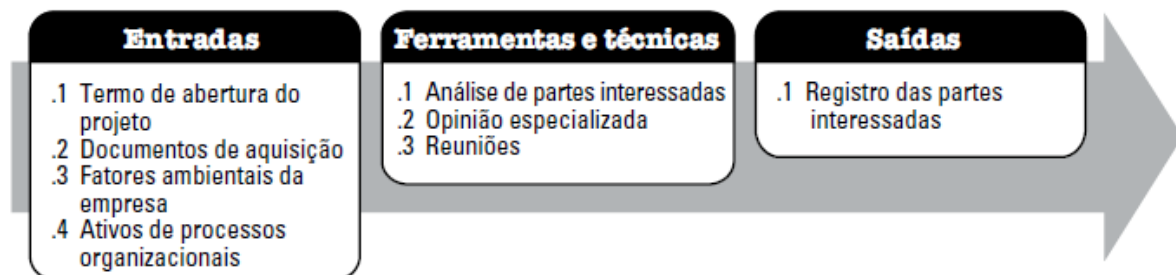 Entradas
.1 Termo de abertura do
projeto
.2 Documentos de aquisição
.3 Fatores ambientais da
empresa
.4 Ativos de processos
organizacionais
Ferramentas e técnicas
.1 Análise de partes interessadas
.2 Opinião especializada
.3 Reuniões
Saídas
.1 Registro das partes
interessadas